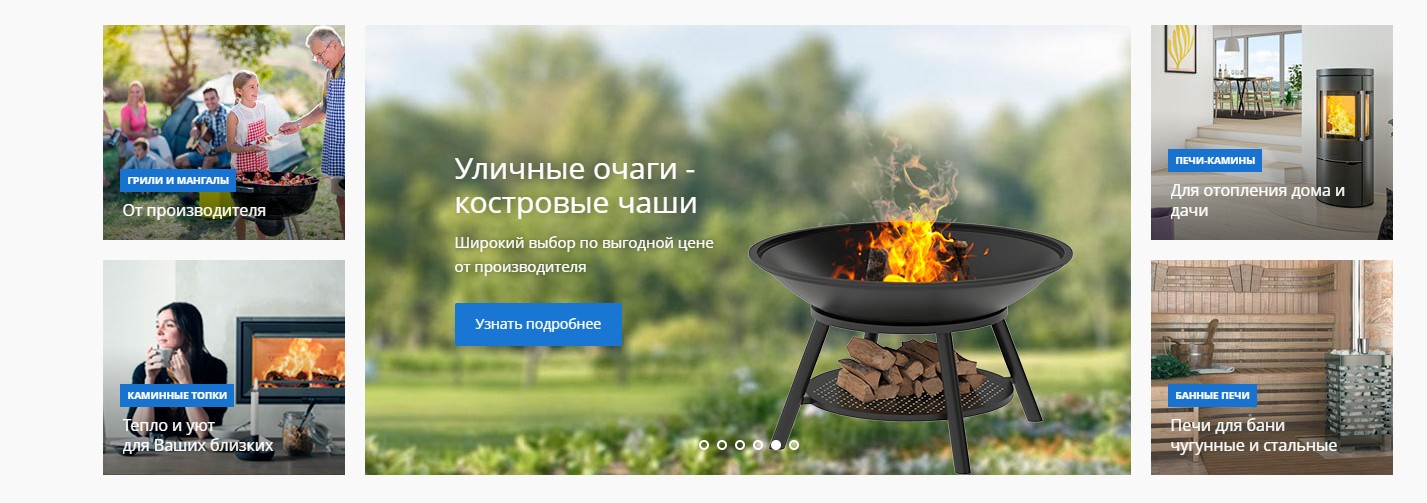 ГРИЛИ И МАНГАЛЫ
От производителя
КАМИННЫЕ ТОПКИ
Тепло и уют
для Ваших близких
Уличные очаги -
костровые чаши
Широкий выбор по выгодной цене
от производителя
Узнать подробнее
ПЕЧИ-КАМИНЫ
Для отопления дома и
дачи
БАННЫЕ ПЕЧИ
Печи для бани
чугунные и стальные